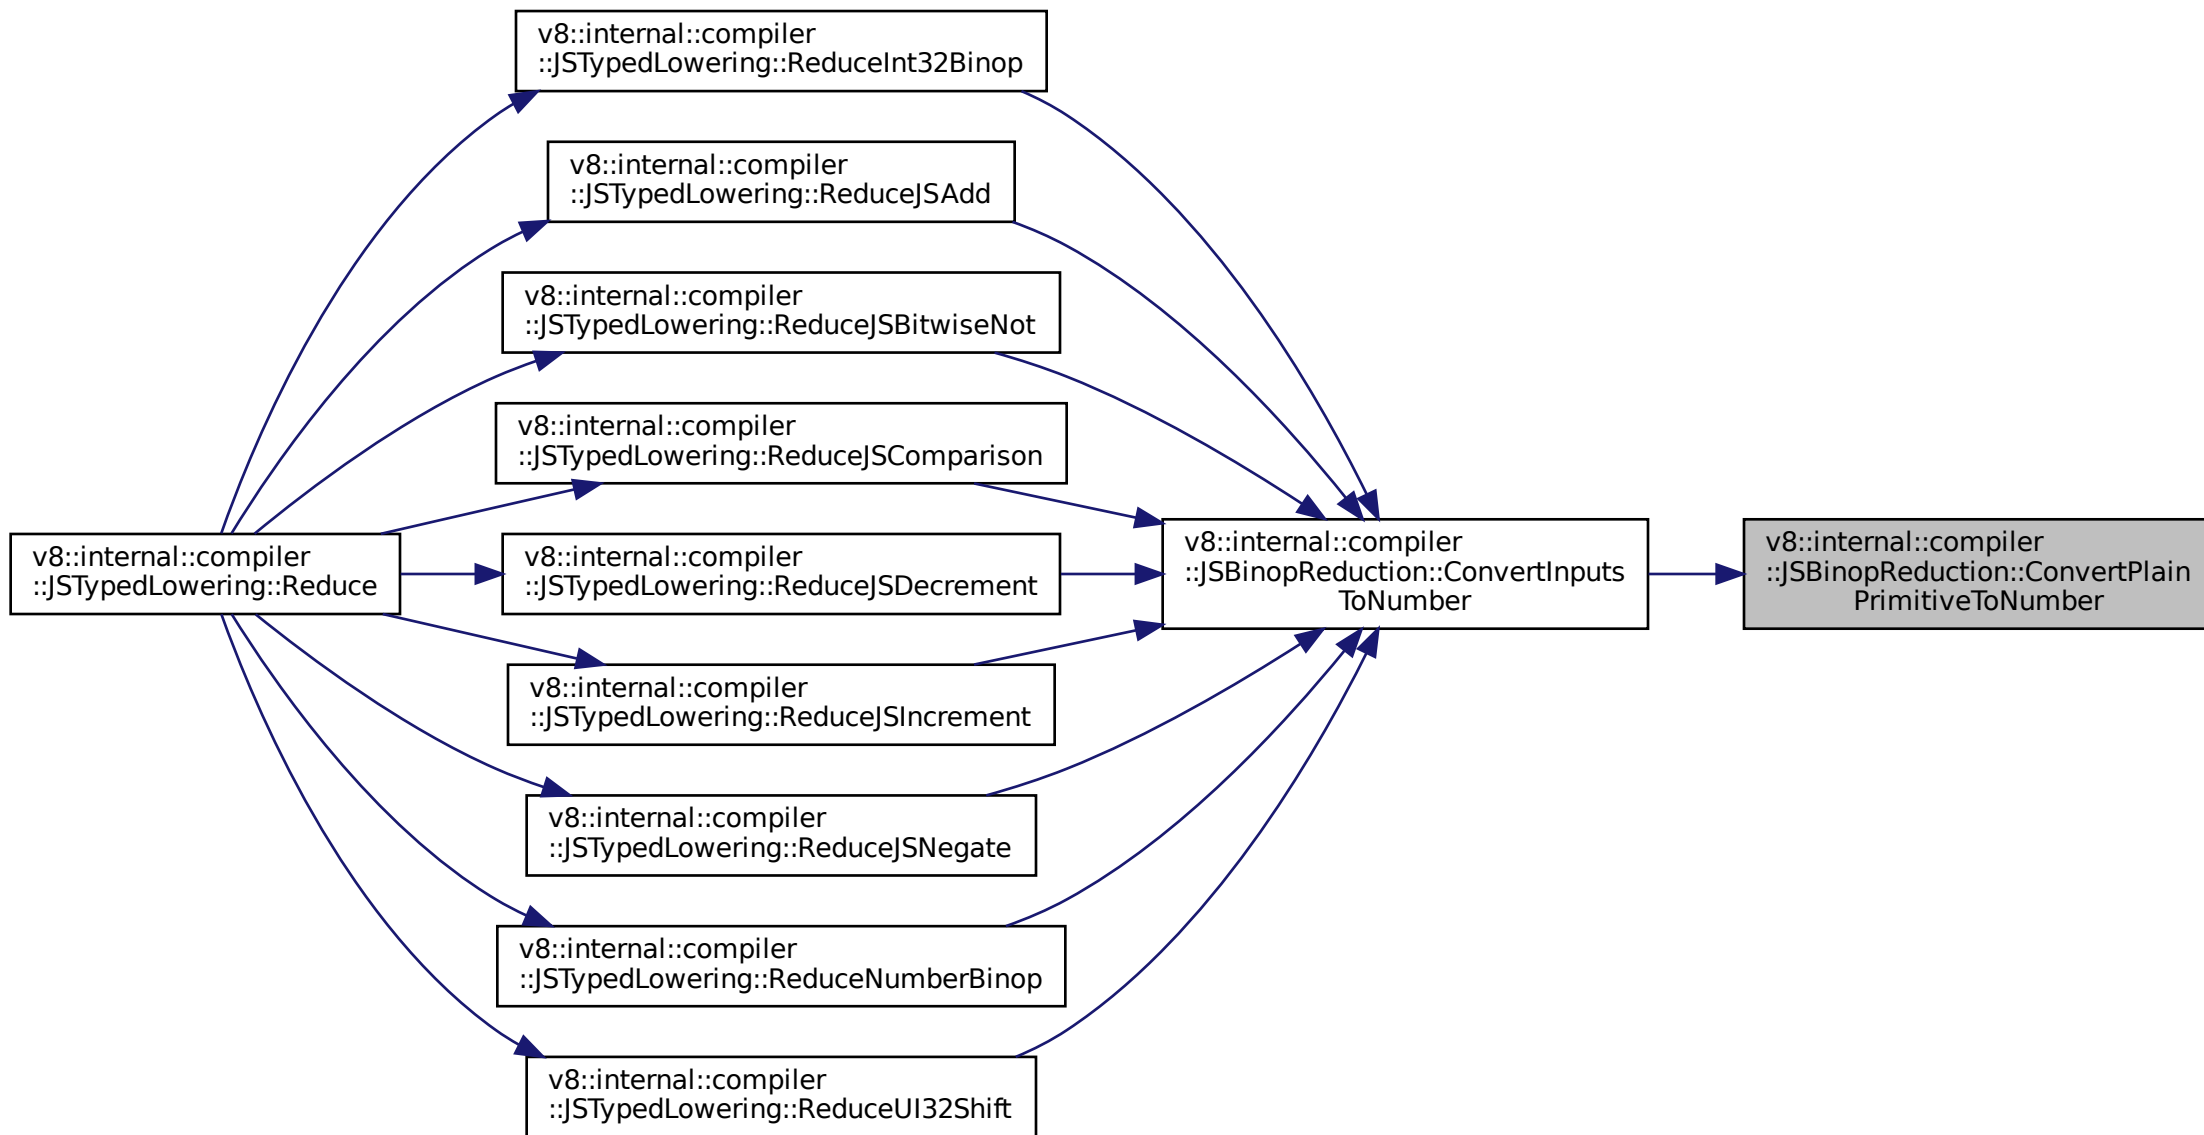 v8::internal::compiler
::JSTypedLowering::ReduceInt32Binop
v8::internal::compiler
::JSTypedLowering::ReduceJSAdd
v8::internal::compiler
::JSTypedLowering::ReduceJSBitwiseNot
v8::internal::compiler
::JSTypedLowering::ReduceJSComparison
v8::internal::compiler
::JSTypedLowering::Reduce
v8::internal::compiler
::JSTypedLowering::ReduceJSDecrement
v8::internal::compiler
::JSBinopReduction::ConvertInputs
ToNumber
v8::internal::compiler
::JSBinopReduction::ConvertPlain
PrimitiveToNumber
v8::internal::compiler
::JSTypedLowering::ReduceJSIncrement
v8::internal::compiler
::JSTypedLowering::ReduceJSNegate
v8::internal::compiler
::JSTypedLowering::ReduceNumberBinop
v8::internal::compiler
::JSTypedLowering::ReduceUI32Shift